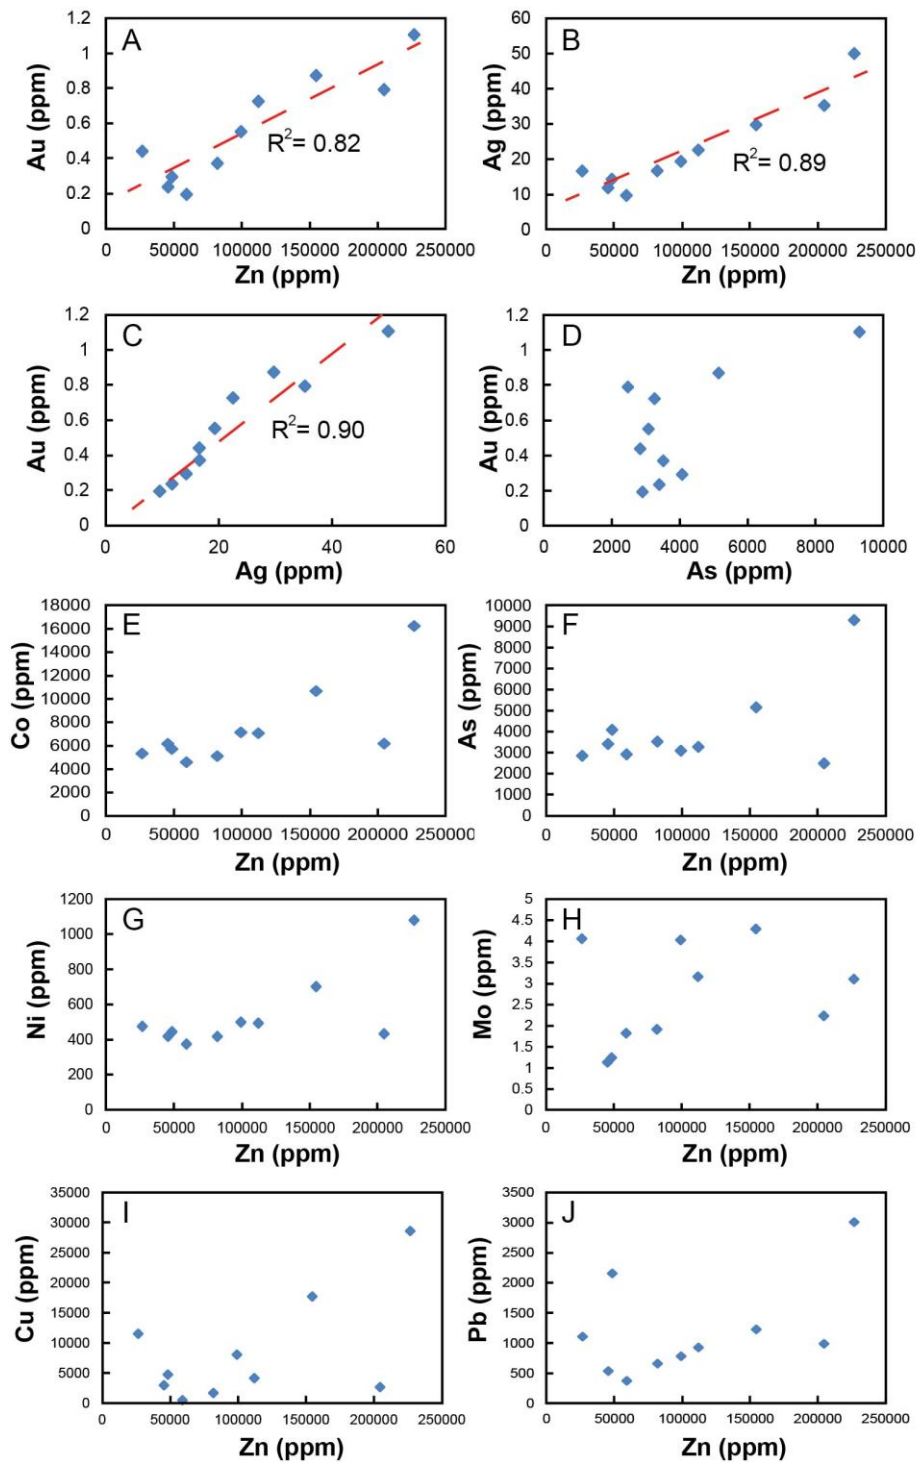 A
Au (ppm)
1.2
1
0.8
0.6
0.4
0.2
0
R²= 0.82
0 50000 100000 150000 200000 250000
Zn (ppm)
B
Ag (ppm)
60
50
40
30
20
10
0
R²= 0.89
0 50000 100000 150000 200000 250000
Zn (ppm)
C
Au (ppm)
1.2
1
0.8
0.6
0.4
0.2
0
R²= 0.90
0 20 40 60
Ag (ppm)
D
Au (ppm)
1.2
1
0.8
0.6
0.4
0.2
0
0 2000 4000 6000 8000 10000
As (ppm)
E
Co (ppm)
18000
16000
14000
12000
10000
8000
6000
4000
2000
0
0 50000 100000 150000 200000 250000
Zn (ppm)
F
As (ppm)
10000
9000
8000
7000
6000
5000
4000
3000
2000
1000
0
0 50000 100000 150000 200000 250000
Zn (ppm)
G
Ni (ppm)
1200
1000
800
600
400
200
0
0 50000 100000 150000 200000 250000
Zn (ppm)
H
Mo (ppm)
5
4.5
4
3.5
3
2.5
2
1.5
1
0.5
0
0 50000 100000 150000 200000 250000
Zn (ppm)
I
Cu (ppm)
35000
30000
25000
20000
15000
10000
5000
0
0 50000 100000 150000 200000 250000
Zn (ppm)
J
Pb (ppm)
3500
3000
2500
2000
1500
1000
500
0
0 50000 100000 150000 200000 250000
Zn (ppm)